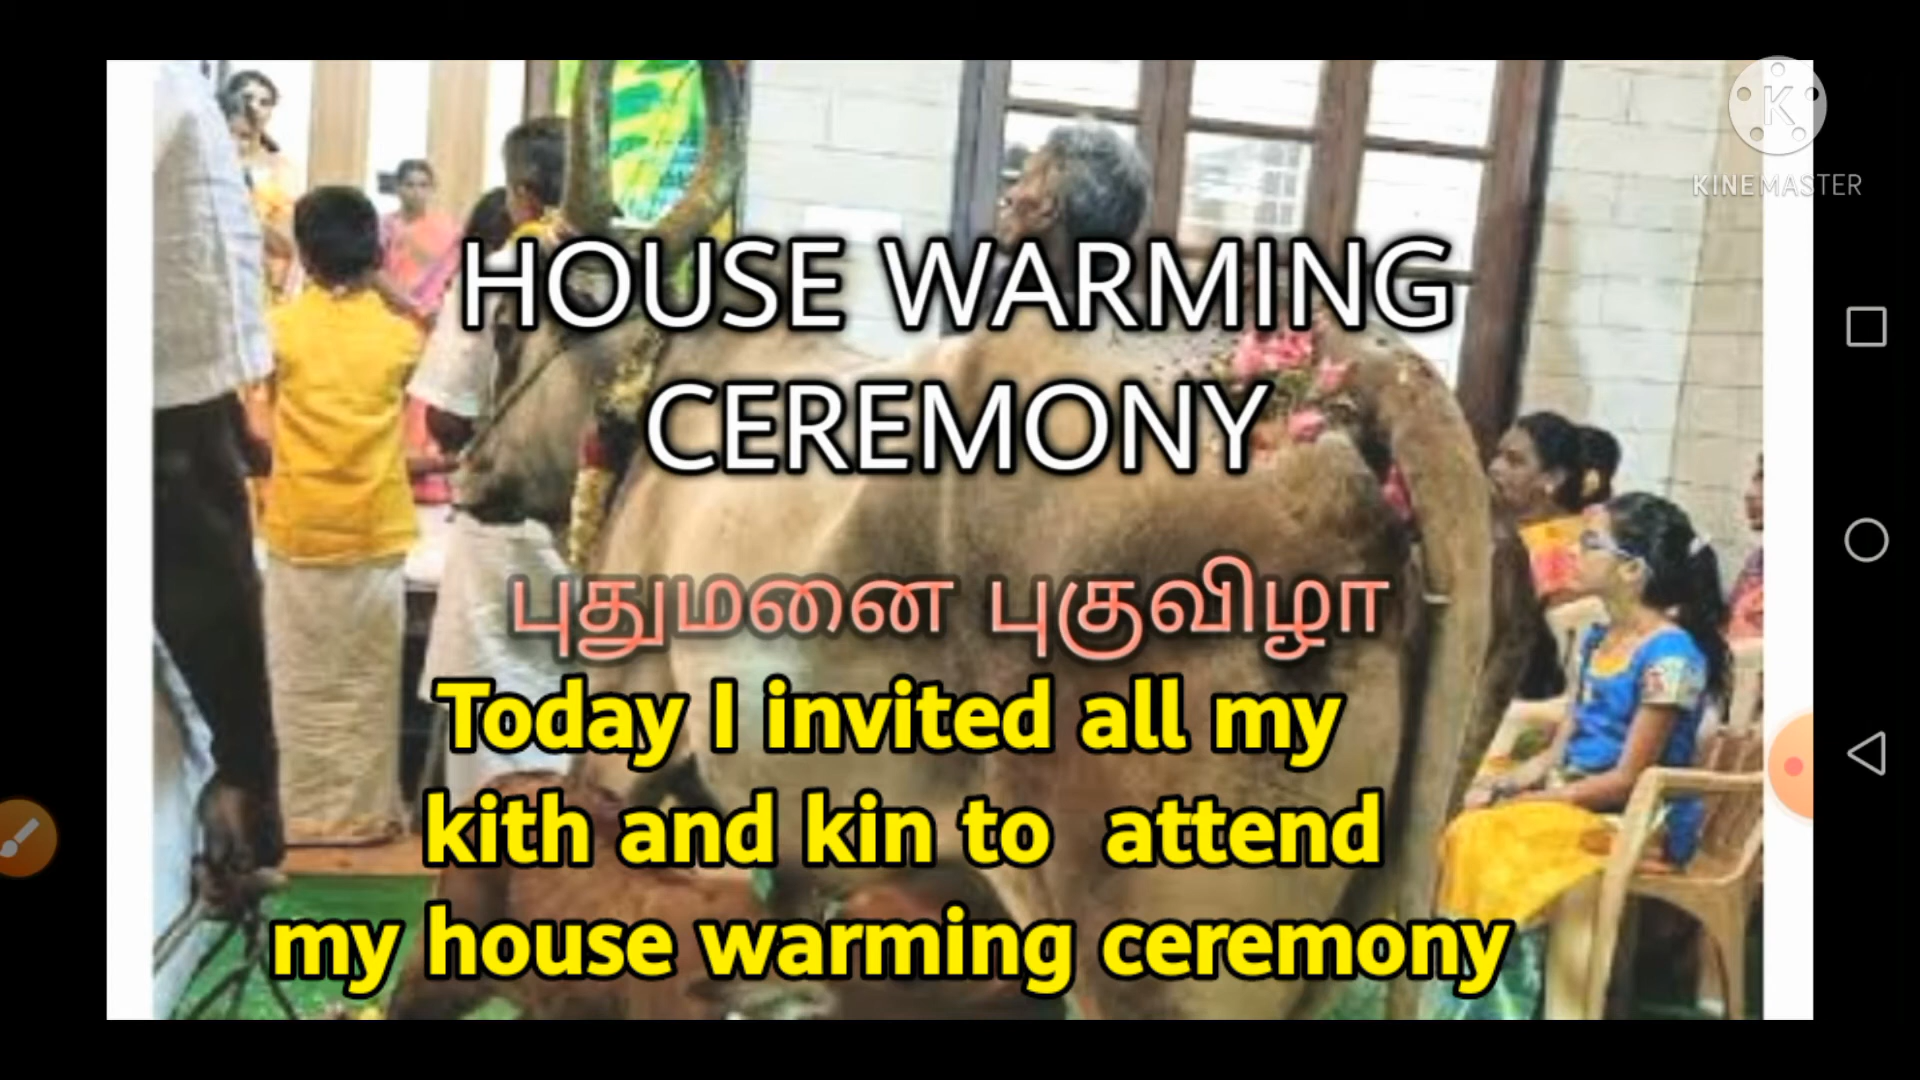 K
KINEMASTER
HOUSE WARMING
CEREMONY
புதுமனை புகுவிழா
Today I invited all my
kith and kin to attend
my house warming ceremony